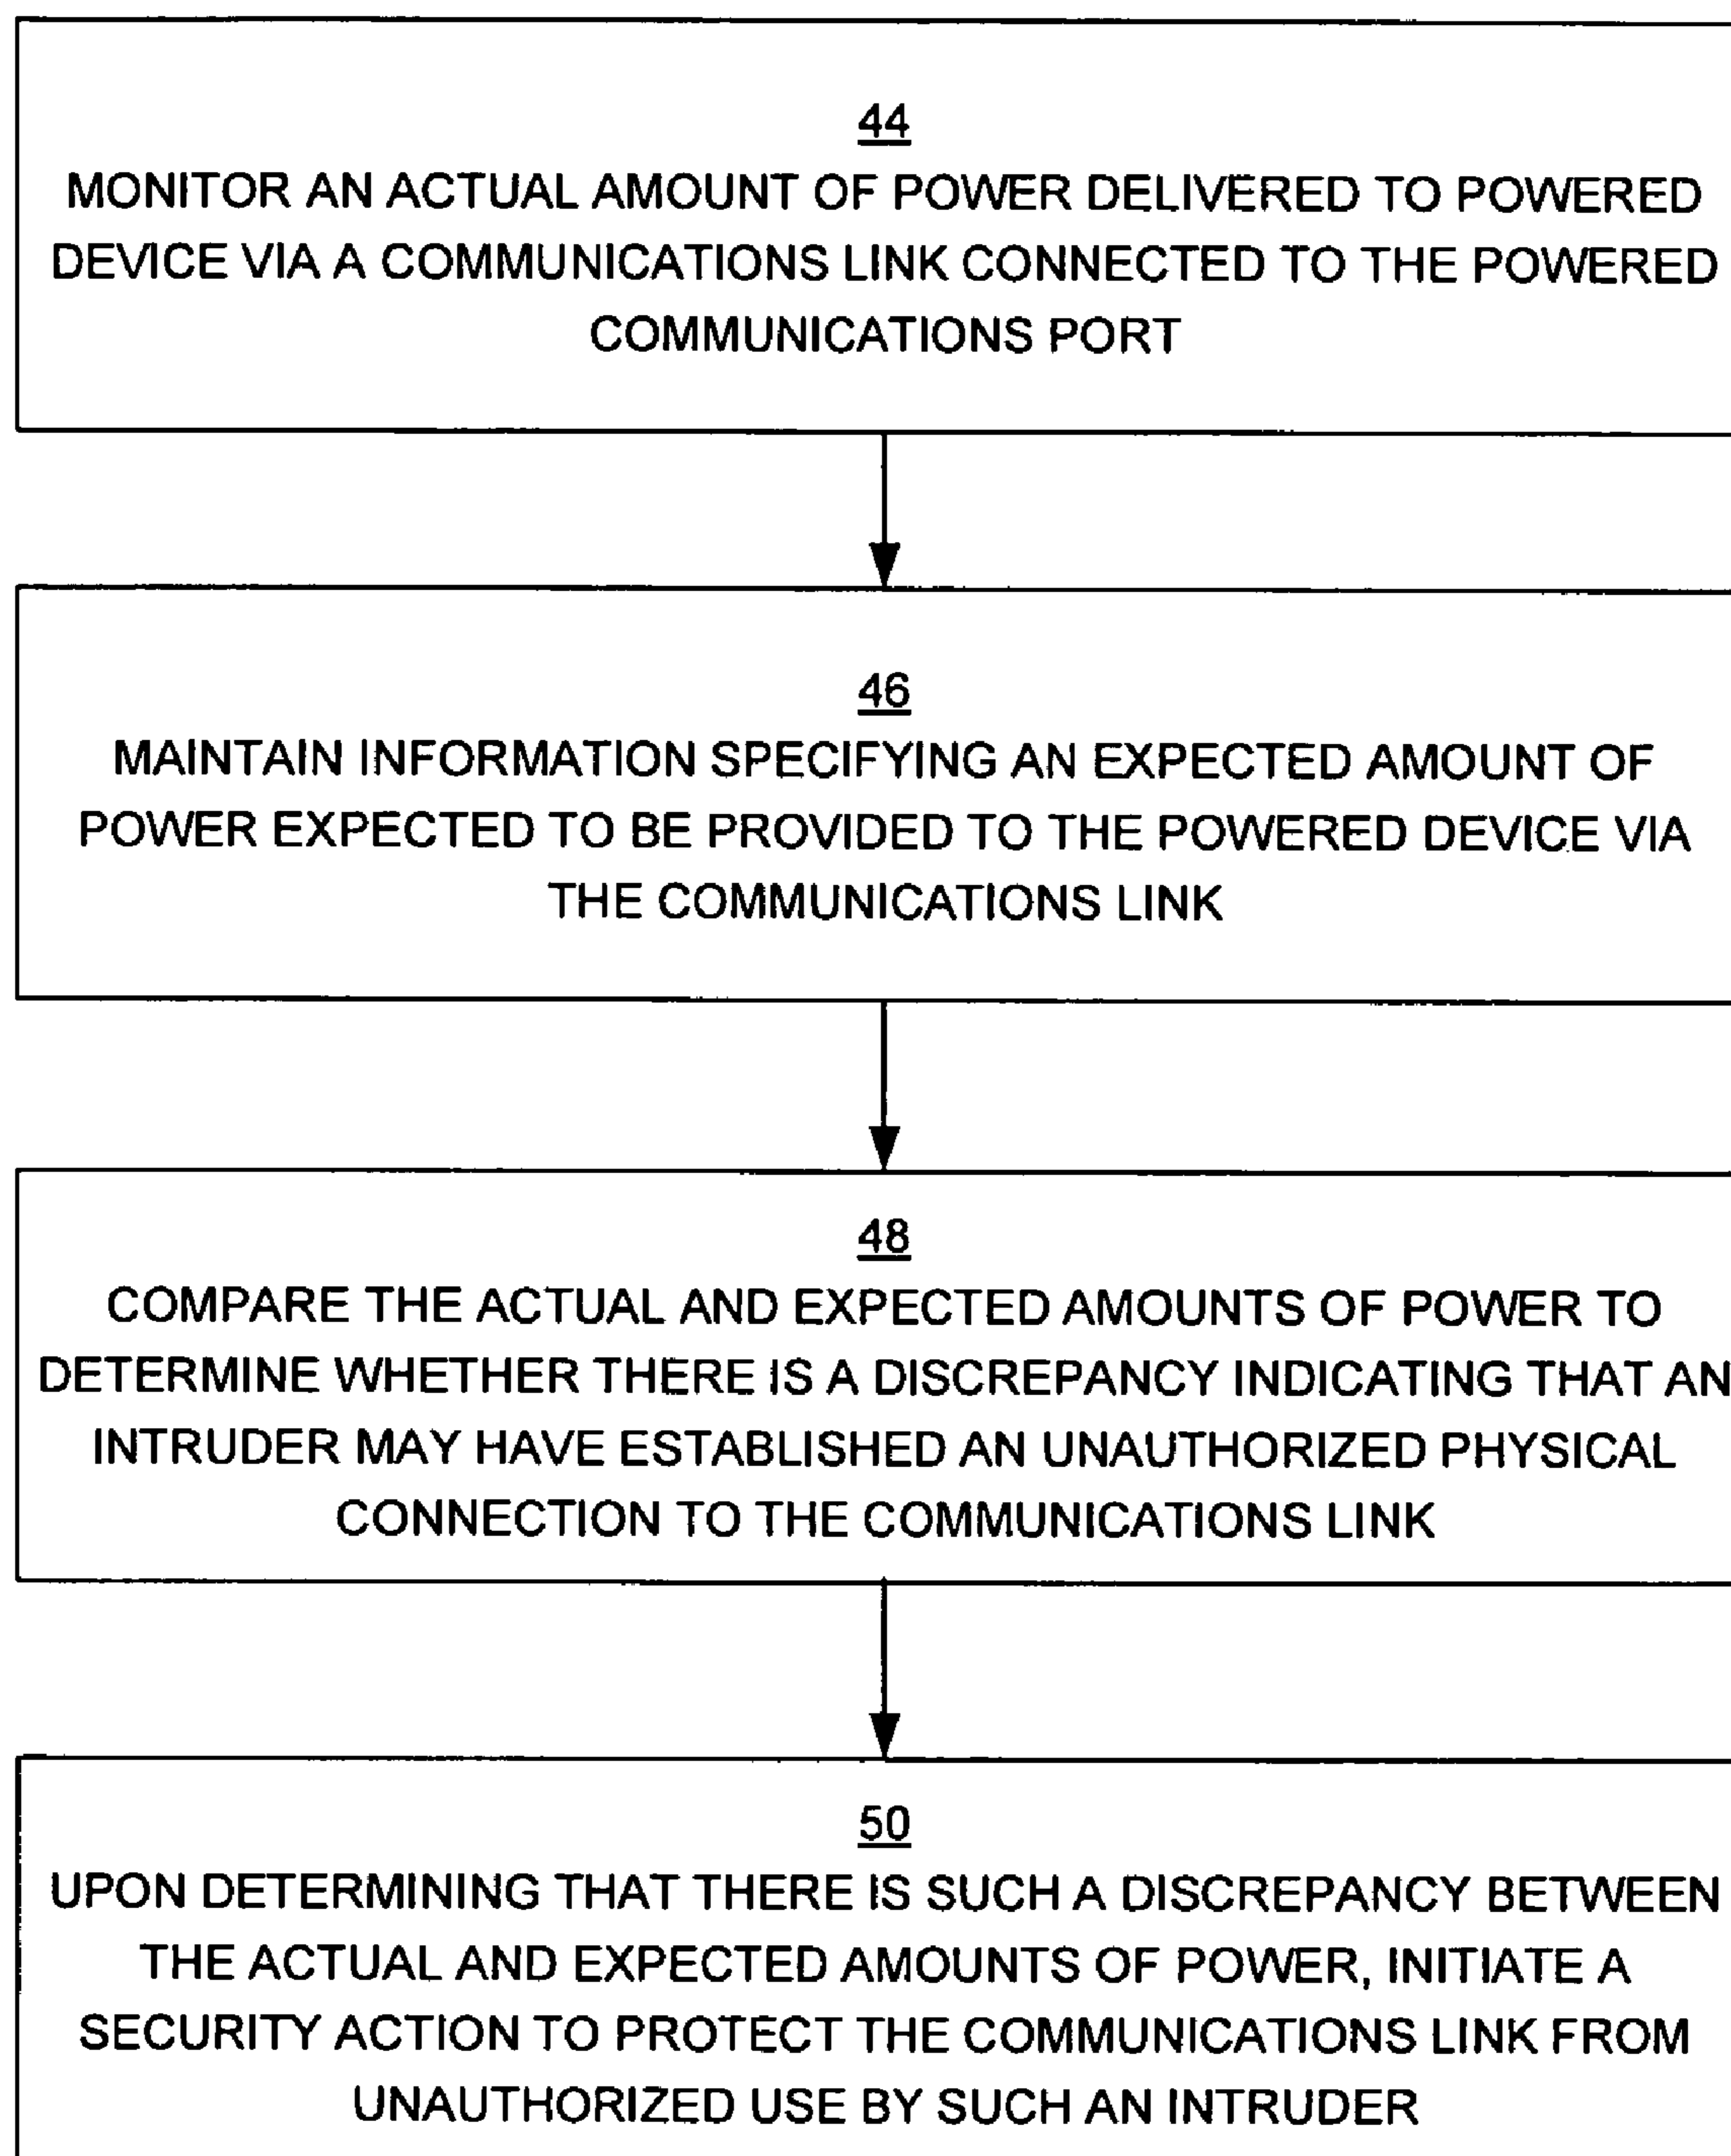 44
MONITOR AN ACTUAL AMOUNT OF POWER DELIVERED TO POWERED
DEVICE VIA A COMMUNICATIONS LINK CONNECTED TO THE POWERED
COMMUNICATIONS PORT
46
MAINTAIN INFORMATION SPECIFYING AN EXPECTED AMOUNT OF
POWER EXPECTED TO BE PROVIDED TO THE POWERED DEVICE VIA
THE COMMUNICATIONS LINK
48
COMPARE THE ACTUAL AND EXPECTED AMOUNTS OF POWER TO
DETERMINE WHETHER THERE IS A DISCREPANCY INDICATING THAT AN
INTRUDER MAY HAVE ESTABLISHED AN UNAUTHORIZED PHYSICAL
CONNECTION TO THE COMMUNICATIONS LINK
50
UPON DETERMINING THAT THERE IS SUCH A DISCREPANCY BETWEEN
THE ACTUAL AND EXPECTED AMOUNTS OF POWER, INITIATE A
SECURITY ACTION TO PROTECT THE COMMUNICATIONS LINK FROM
UNAUTHORIZED USE BY SUCH AN INTRUDER